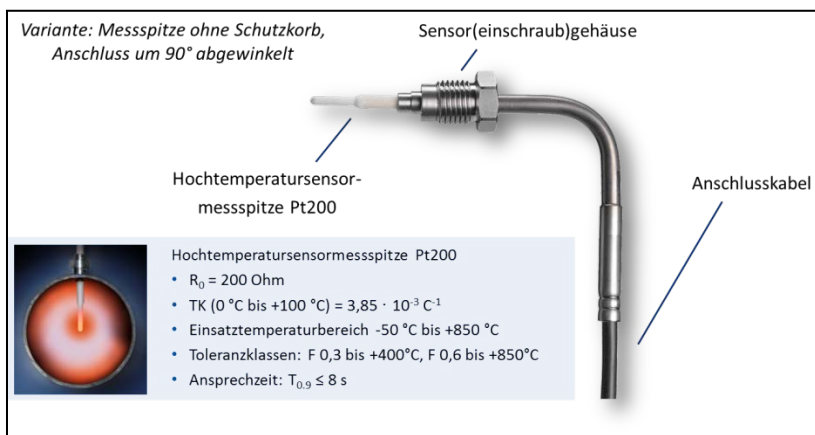 Variante: Messspitze ohne Schutzkorb,
Anschluss um 90° abgewinkelt
Sensor(einschraub)gehäuse
Hochtemperatursensor-
messspitze Pt200
Anschlusskabel
Hochtemperatursensormessspitze Pt200
• R₀ = 200 Ohm
• TK (0 °C bis +100 °C) = 3,85 · 10⁻³ C⁻¹
• Einsatztemperaturbereich -50 °C bis +850 °C
• Toleranzklassen: F 0,3 bis +400°C, F 0,6 bis +850°C
• Ansprechzeit: T₀.₉ ≤ 8 s